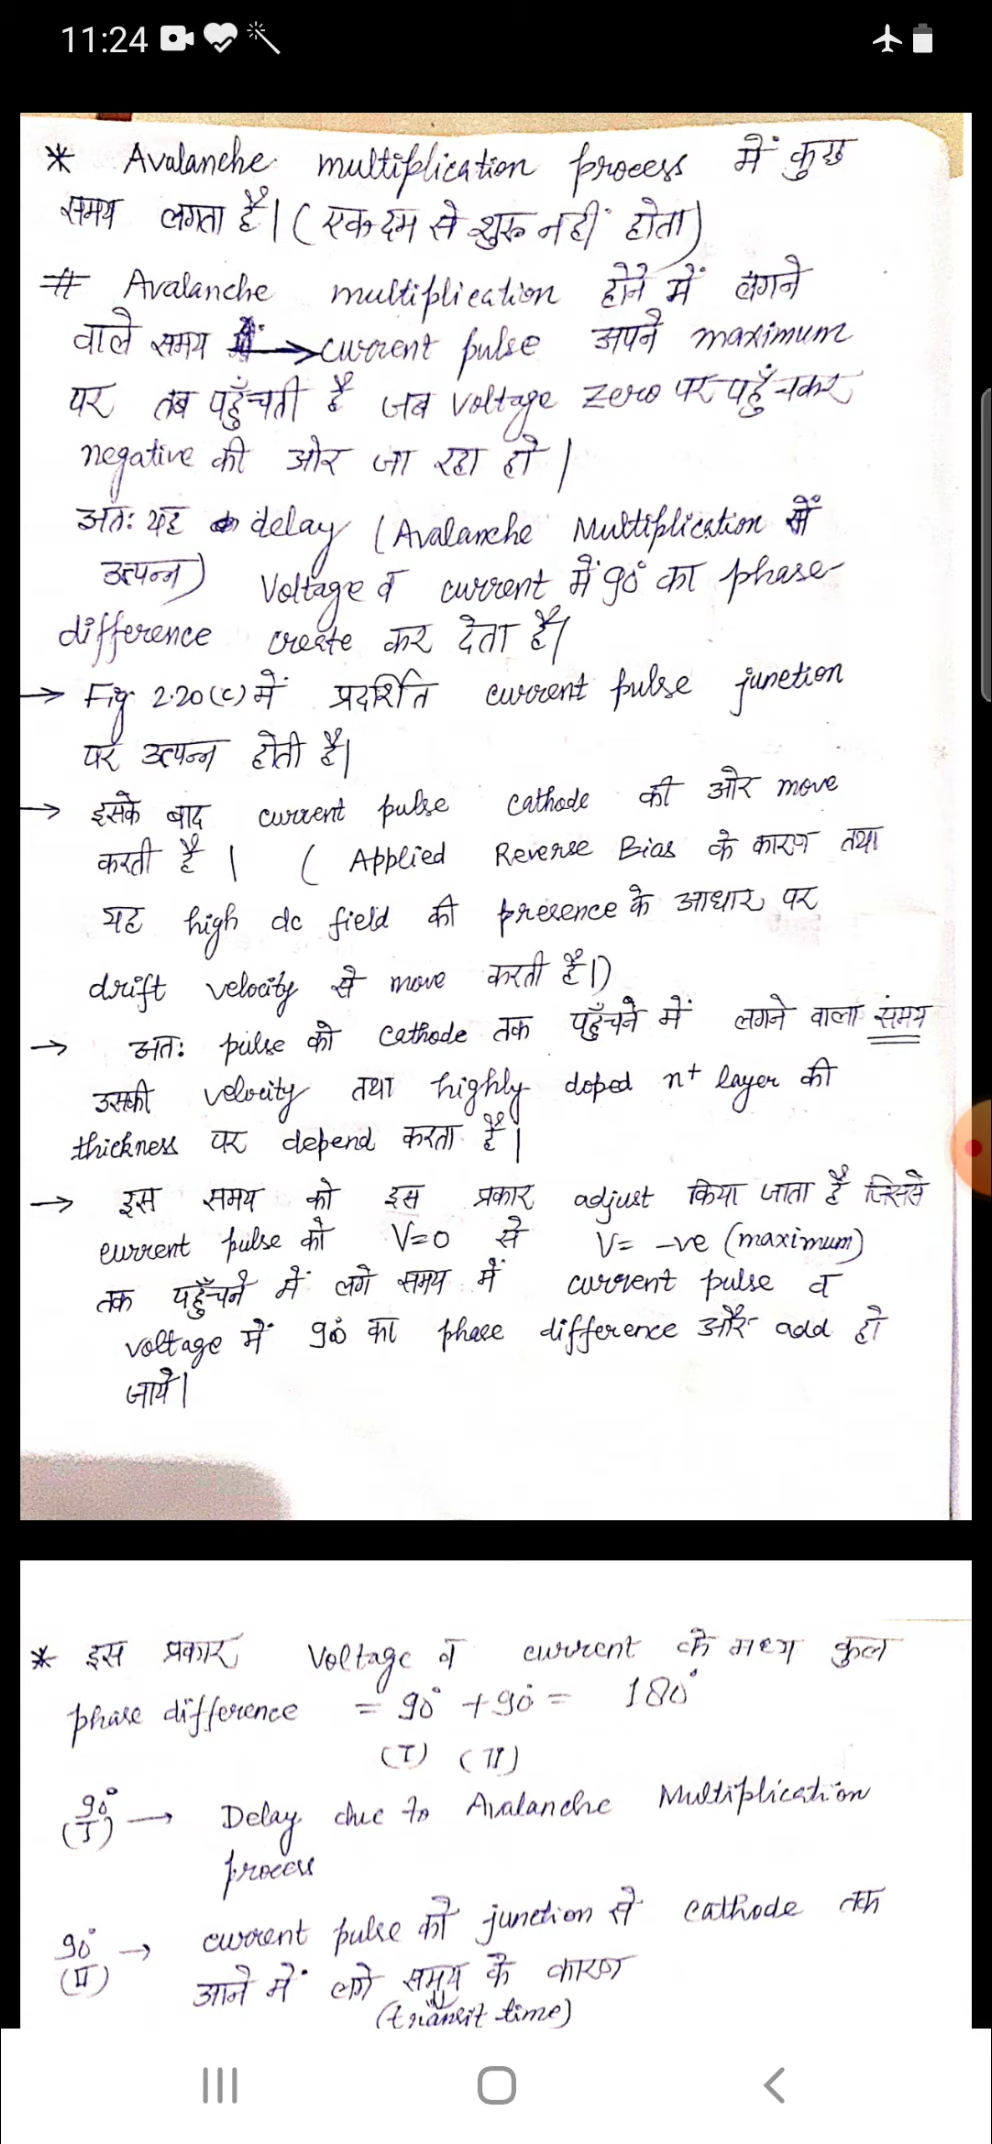 11:24
* Avalanche multiplication process में कुछ
समय लगता है। (एकदम से शुरू नहीं होता)
# Avalanche multiplication होने में लगने
वाले समय → current pulse अपने maximum
पर तब पहुँचती है जब voltage zero पर पहुँचकर
negative की ओर जा रहा हो।
अतः यह delay (Avalanche Multiplication से
उत्पन्न) voltage व current में 90° का phase
difference create कर देता है।
→ Fig 2.20(c) में प्रदर्शित current pulse junction
पर उत्पन्न होती है।
→ इसके बाद current pulse cathode की ओर move
करती है। ( Applied Reverse Bias के कारण तथा
यह high dc field की presence के आधार पर
drift velocity से move करती है।)
→ अतः pulse को cathode तक पहुँचने में लगने वाला समय
उसकी velocity तथा highly doped n+ layer की
thickness पर depend करता है।
→ इस समय को इस प्रकार adjust किया जाता है जिससे
current pulse को V=0 से V= -ve (maximum)
तक पहुँचने में लगे समय में current pulse व
voltage में 90° का phase difference और add हो
जाये।
* इस प्रकार Voltage व current के मध्य कुल
phase difference = 90° + 90° = 180°
(I) (II)
90° (I) → Delay due to Avalanche Multiplication
process
90° (II) → current pulse को junction से cathode तक
आने में लगे समय के कारण
(transit time)